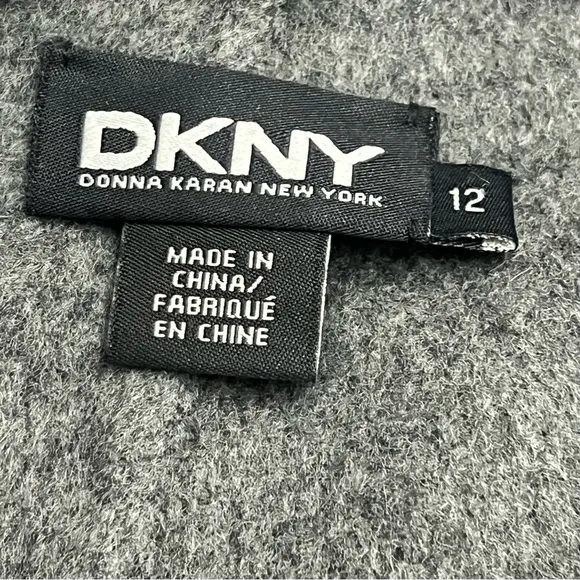 DKNY
DONNA KARAN NEW YORK
12
MADE IN
CHINA/
FABRIQUÉ
EN CHINE